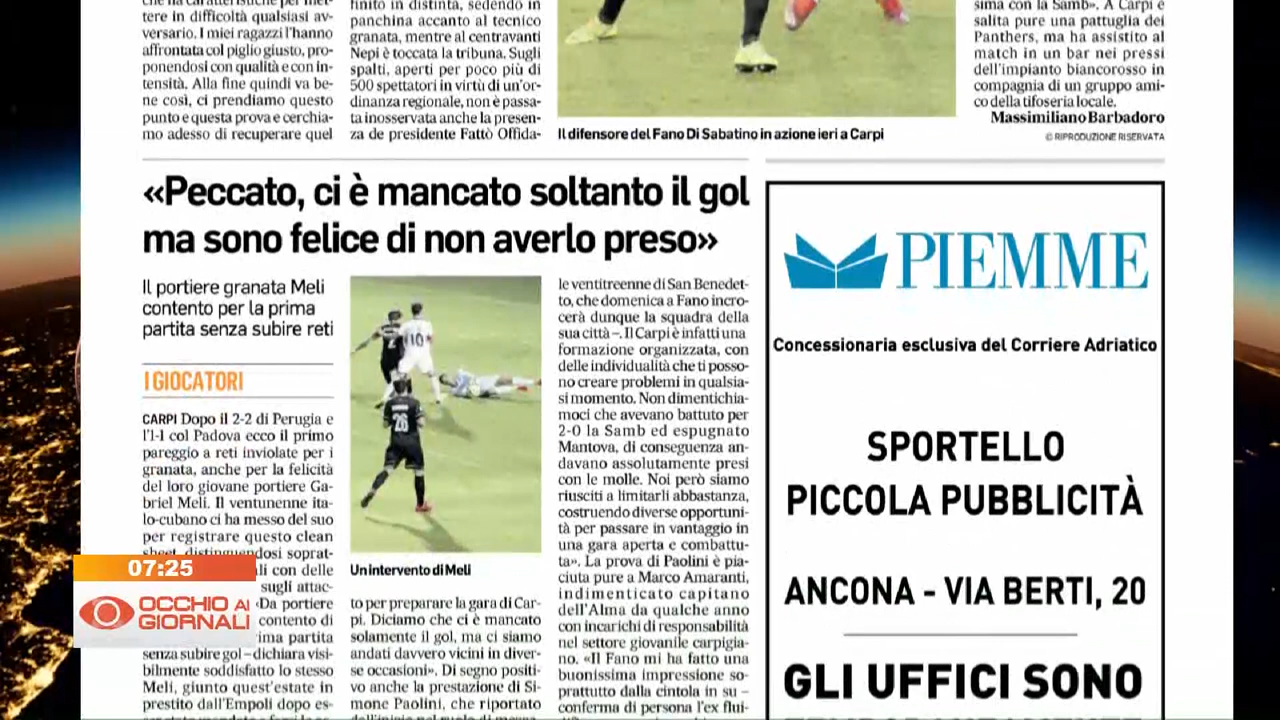 che ha caratteristiche per met-
tere in difficoltà qualsiasi av-
versario. I miei ragazzi l'hanno
affrontata col piglio giusto, pro-
ponendosi con qualità e con in-
tensità. Alla fine quindi va be-
ne così, ci prendiamo questo
punto e questa prova e cerchia-
mo adesso di recuperare quel
finito in distinta, sedendo in
panchina accanto al tecnico
granata, mentre al centravanti
Nepi è toccata la tribuna. Sugli
spalti, aperti per poco più di
500 spettatori in virtù di un'or-
dinanza regionale, non è passa-
ta inosservata anche la presen-
za de presidente Fattò Offida-
Il difensore del Fano Di Sabatino in azione ieri a Carpi
sima con la Samb». A Carpi è
salita pure una pattuglia dei
Panthers, ma ha assistito al
match in un bar nei pressi
dell'impianto biancorosso in
compagnia di un gruppo ami-
co della tifoseria locale.
Massimiliano Barbadoro
© RIPRODUZIONE RISERVATA
«Peccato, ci è mancato soltanto il gol
ma sono felice di non averlo preso»
Il portiere granata Meli
contento per la prima
partita senza subire reti
I GIOCATORI
CARPI Dopo il 2-2 di Perugia e
l'1-1 col Padova ecco il primo
pareggio a reti inviolate per i
granata, anche per la felicità
del loro giovane portiere Ga-
briel Meli. Il ventunenne ita-
lo-cubano ci ha messo del suo
per registrare questo clean
sheet, distinguendosi soprat-
li con delle
sugli attac-
«Da portiere
contento di
rima partita
senza subire gol – dichiara visi-
bilmente soddisfatto lo stesso
Meli, giunto quest'estate in
prestito dall'Empoli dopo es-
10
26
Un intervento di Meli
to per preparare la gara di Car-
pi. Diciamo che ci è mancato
solamente il gol, ma ci siamo
andati davvero vicini in diver-
se occasioni». Di segno positi-
vo anche la prestazione di Si-
mone Paolini, che riportato
le ventitreenne di San Benedet-
to, che domenica a Fano incro-
cerà dunque la squadra della
sua città –. Il Carpi è infatti una
formazione organizzata, con
delle individualità che ti posso-
no creare problemi in qualsia-
si momento. Non dimentichia-
moci che avevano battuto per
2-0 la Samb ed espugnato
Mantova, di conseguenza an-
davano assolutamente presi
con le molle. Noi però siamo
riusciti a limitarli abbastanza,
costruendo diverse opportuni-
tà per passare in vantaggio in
una gara aperta e combattu-
ta». La prova di Paolini è pia-
ciuta pure a Marco Amaranti,
indimenticato capitano
dell'Alma da qualche anno
con incarichi di responsabilità
nel settore giovanile carpigia-
no. «Il Fano mi ha fatto una
buonissima impressione so-
prattutto dalla cintola in su –
conferma di persona l'ex flui-
PIEMME
Concessionaria esclusiva del Corriere Adriatico
SPORTELLO
PICCOLA PUBBLICITÀ
ANCONA - VIA BERTI, 20
GLI UFFICI SONO
07:25
OCCHIO AI
GIORNALI